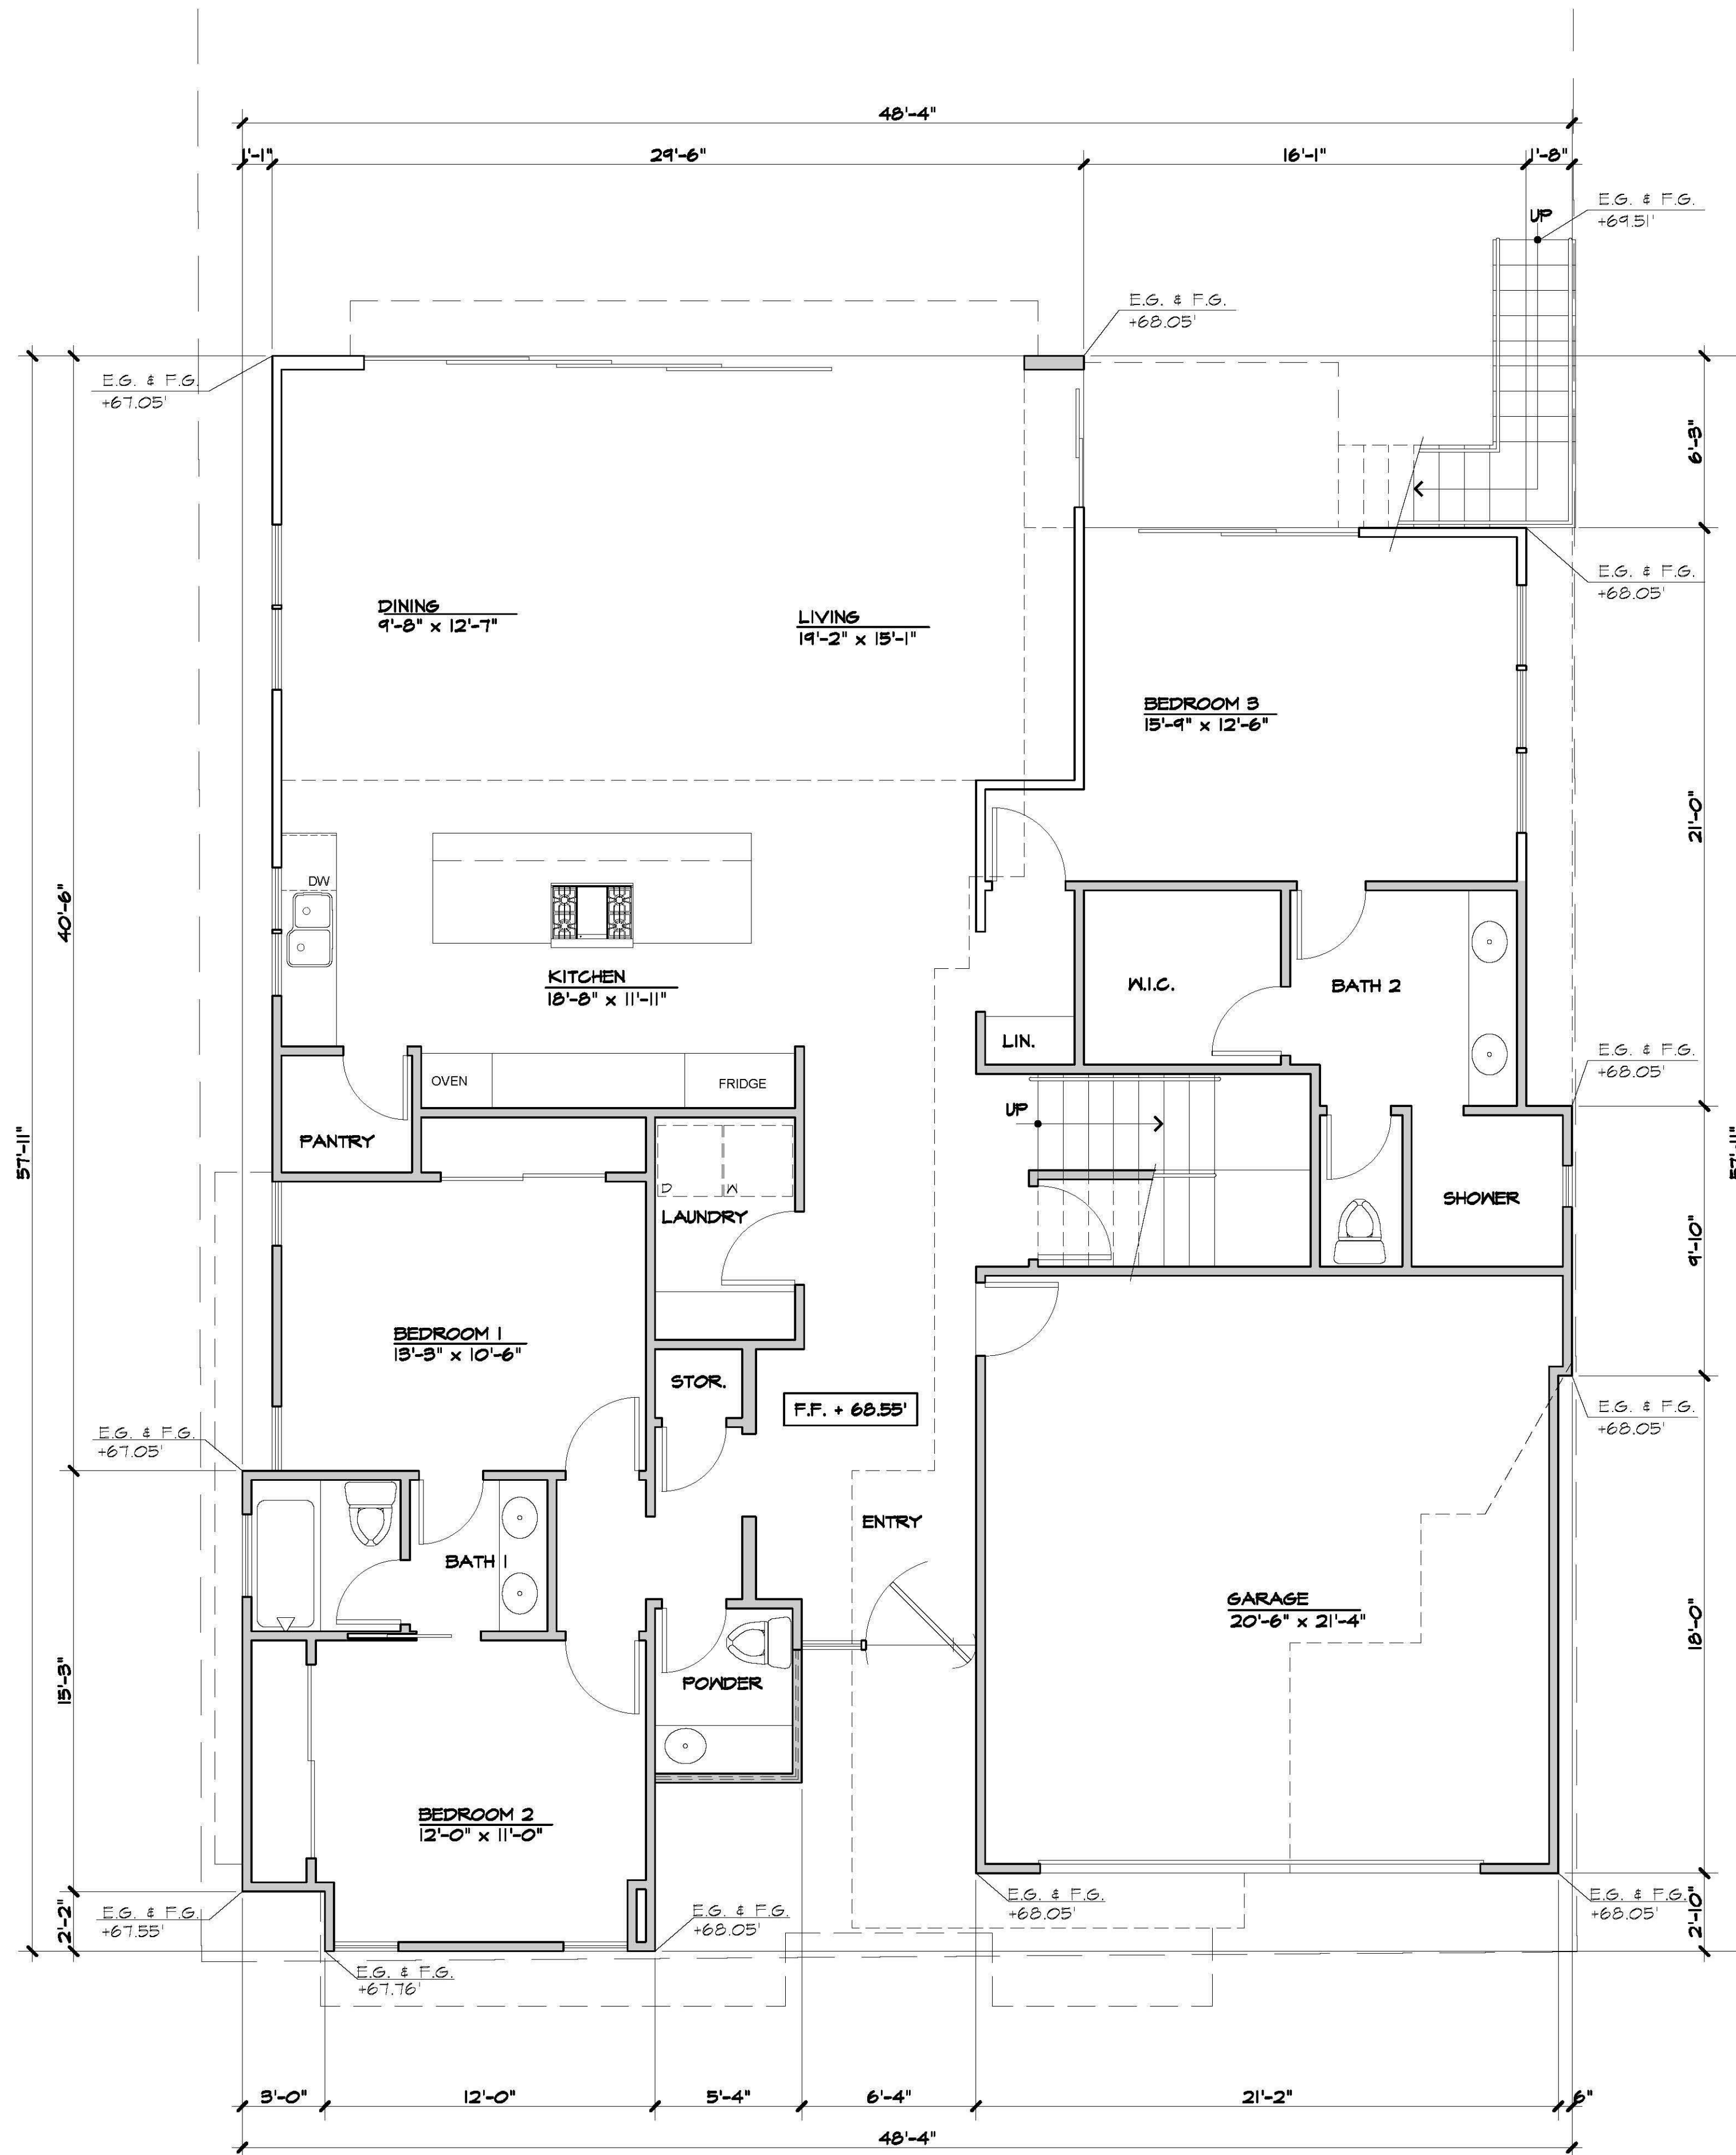 48'-4"
1'-1"
29'-6"
16'-1"
1'-8"
E.G. & F.G.
+69.51'
UP
E.G. & F.G.
+68.05'
E.G. & F.G.
+67.05'
6'-3"
E.G. & F.G.
+68.05'
DINING
9'-8" x 12'-7"
LIVING
19'-2" x 15'-1"
BEDROOM 3
15'-9" x 12'-6"
21'-0"
40'-6"
DW
KITCHEN
18'-8" x 11'-11"
W.I.C.
BATH 2
LIN.
E.G. & F.G.
+68.05'
OVEN
FRIDGE
UP
57'-11"
PANTRY
57'-11"
D
W
LAUNDRY
SHOWER
9'-10"
BEDROOM 1
13'-3" x 10'-6"
STOR.
F.F. + 68.55'
E.G. & F.G.
+68.05'
E.G. & F.G.
+67.05'
ENTRY
BATH 1
GARAGE
20'-6" x 21'-4"
18'-0"
15'-3"
POWDER
BEDROOM 2
12'-0" x 11'-0"
E.G. & F.G.
+67.55'
2'-2"
E.G. & F.G.
+68.05'
E.G. & F.G.
+68.05'
E.G. & F.G.
+68.05'
2'-10"
E.G. & F.G.
+67.76'
3'-0"
12'-0"
5'-4"
6'-4"
21'-2"
6"
48'-4"